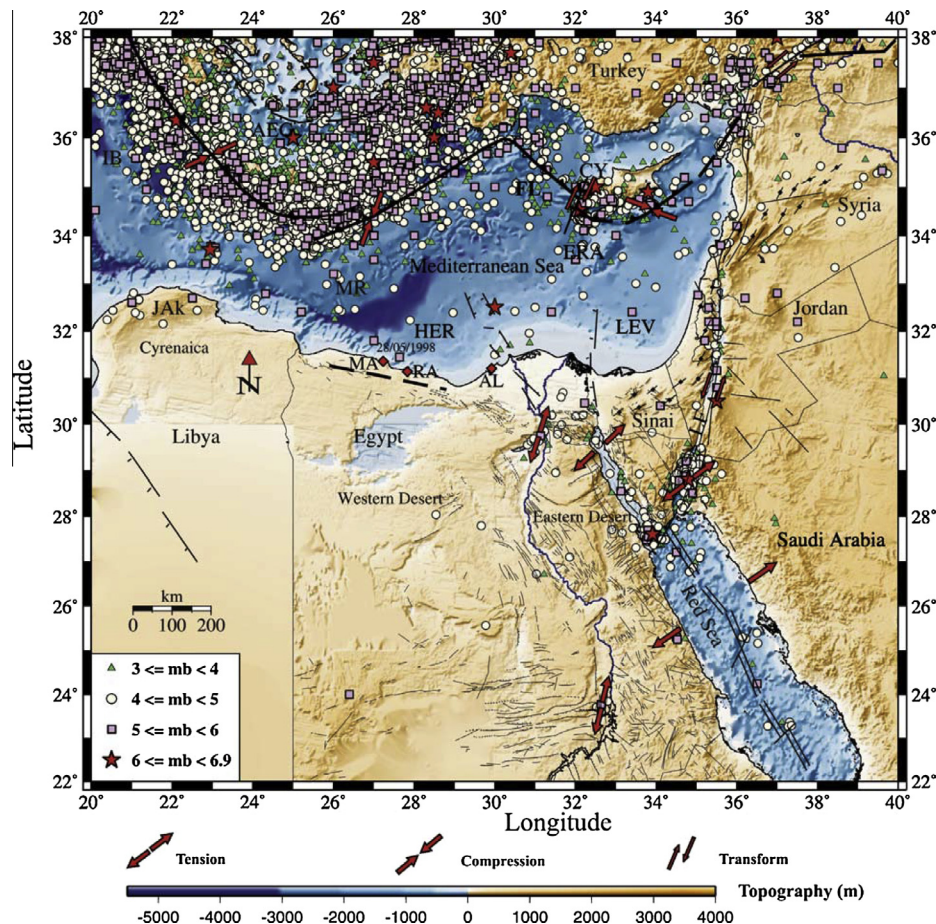 20° 22° 24° 26° 28° 30° 32° 34° 36° 38° 40°
38° 38°
Turkey
36° AEG 36°
IB
CY
FL
Syria
34° ERA 34°
Mediterranean Sea
MR
Jordan
JAk HER LEV
32° 32°
28/05/1998
Cyrenaica
MA RA AL
N
Sinai
30° 30°
Libya Egypt
Western Desert
Eastern Desert
28° 28°
Saudi Arabia
km
26° 26°
0 100 200
Red Sea
3 <= mb < 4
24° 24°
4 <= mb < 5
5 <= mb < 6
6 <= mb < 6.9
22° 22°
20° 22° 24° 26° 28° 30° 32° 34° 36° 38° 40°
Latitude
Longitude
Tension Compression Transform
Topography (m)
-5000 -4000 -3000 -2000 -1000 0 1000 2000 3000 4000